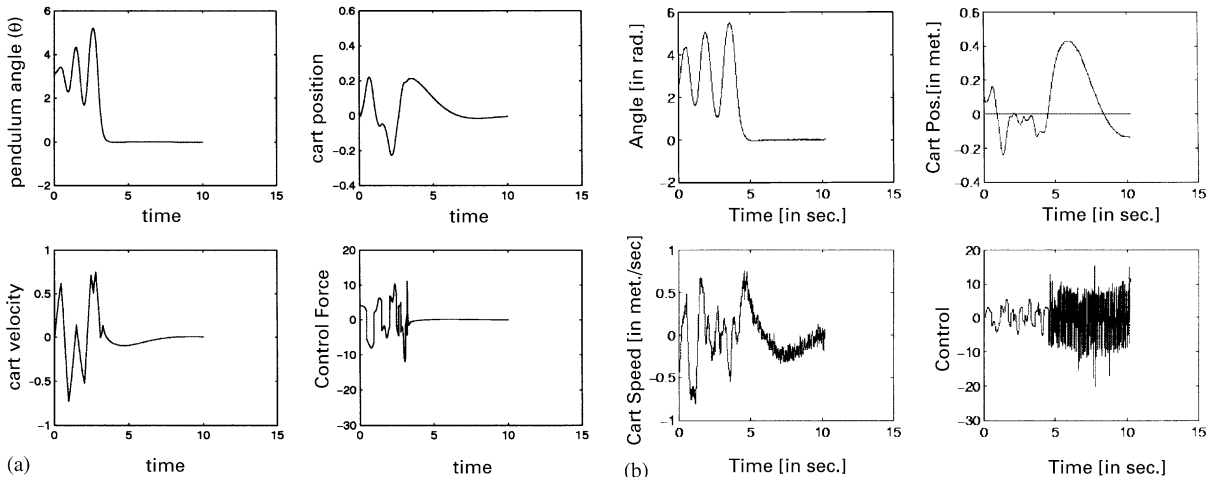 6
4
2
0
−2
0 5 10 15
pendulum angle (θ)
time
0.6
0.4
0.2
0
−0.2
0.4
0 5 10 15
cart position
time
1
0.5
0
−0.5
−1
0 5 10 15
cart velocity
time
20
10
0
−10
−20
−30
0 5 10 15
Control Force
time
(a)
6
4
2
0
2
0 5 10 15
Angle [in rad.]
Time [in sec.]
0.6
0.4
0.2
0
−0.2
−0.4
0 5 10 15
Cart Pos.[in met.]
Time [in sec.]
1
0.5
0
−0.5
−1
0 5 10 15
Cart Speed [in met./sec]
Time [in sec.]
20
10
0
−10
−20
−30
0 5 10 15
Control
Time [in sec.]
(b)